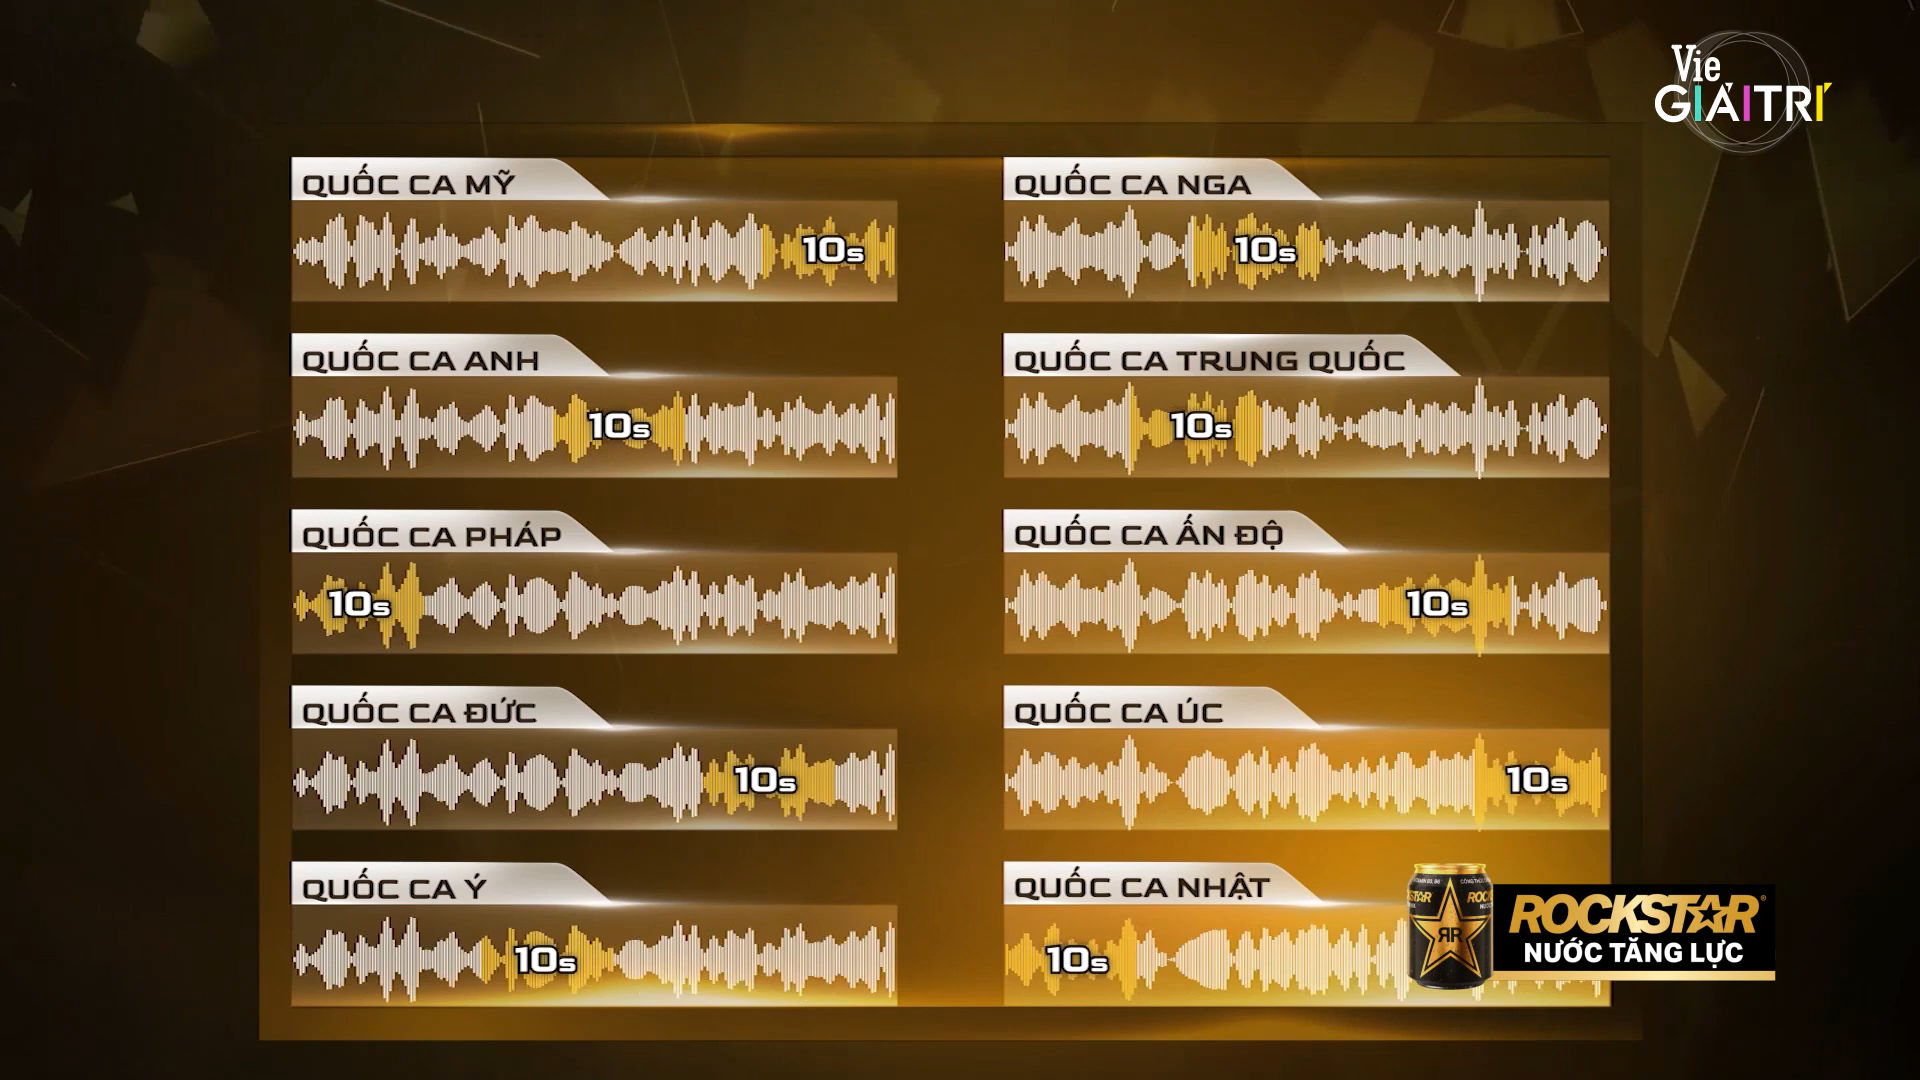 Vie
GIẢI TRÍ
QUỐC CA MỸ
10s
QUỐC CA NGA
10s
QUỐC CA ANH
10s
QUỐC CA TRUNG QUỐC
10s
QUỐC CA PHÁP
10s
QUỐC CA ẤN ĐỘ
10s
QUỐC CA ĐỨC
10s
QUỐC CA ÚC
10s
QUỐC CA Ý
10s
QUỐC CA NHẬT
10s
ROCKSTAR®
NƯỚC TĂNG LỰC